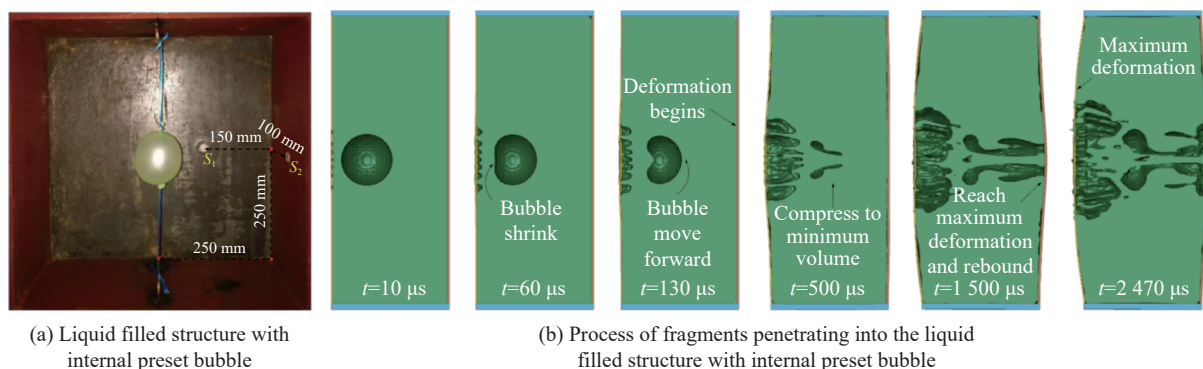 150 mm
100 mm
S1
S2
250 mm
250 mm
t=10 μs
Bubble
shrink
t=60 μs
Deformation
begins
Bubble
move
forward
t=130 μs
Compress to
minimum
volume
t=500 μs
Reach
maximum
deformation
and rebound
t=1 500 μs
Maximum
deformation
t=2 470 μs
(a) Liquid filled structure with
internal preset bubble
(b) Process of fragments penetrating into the liquid
filled structure with internal preset bubble